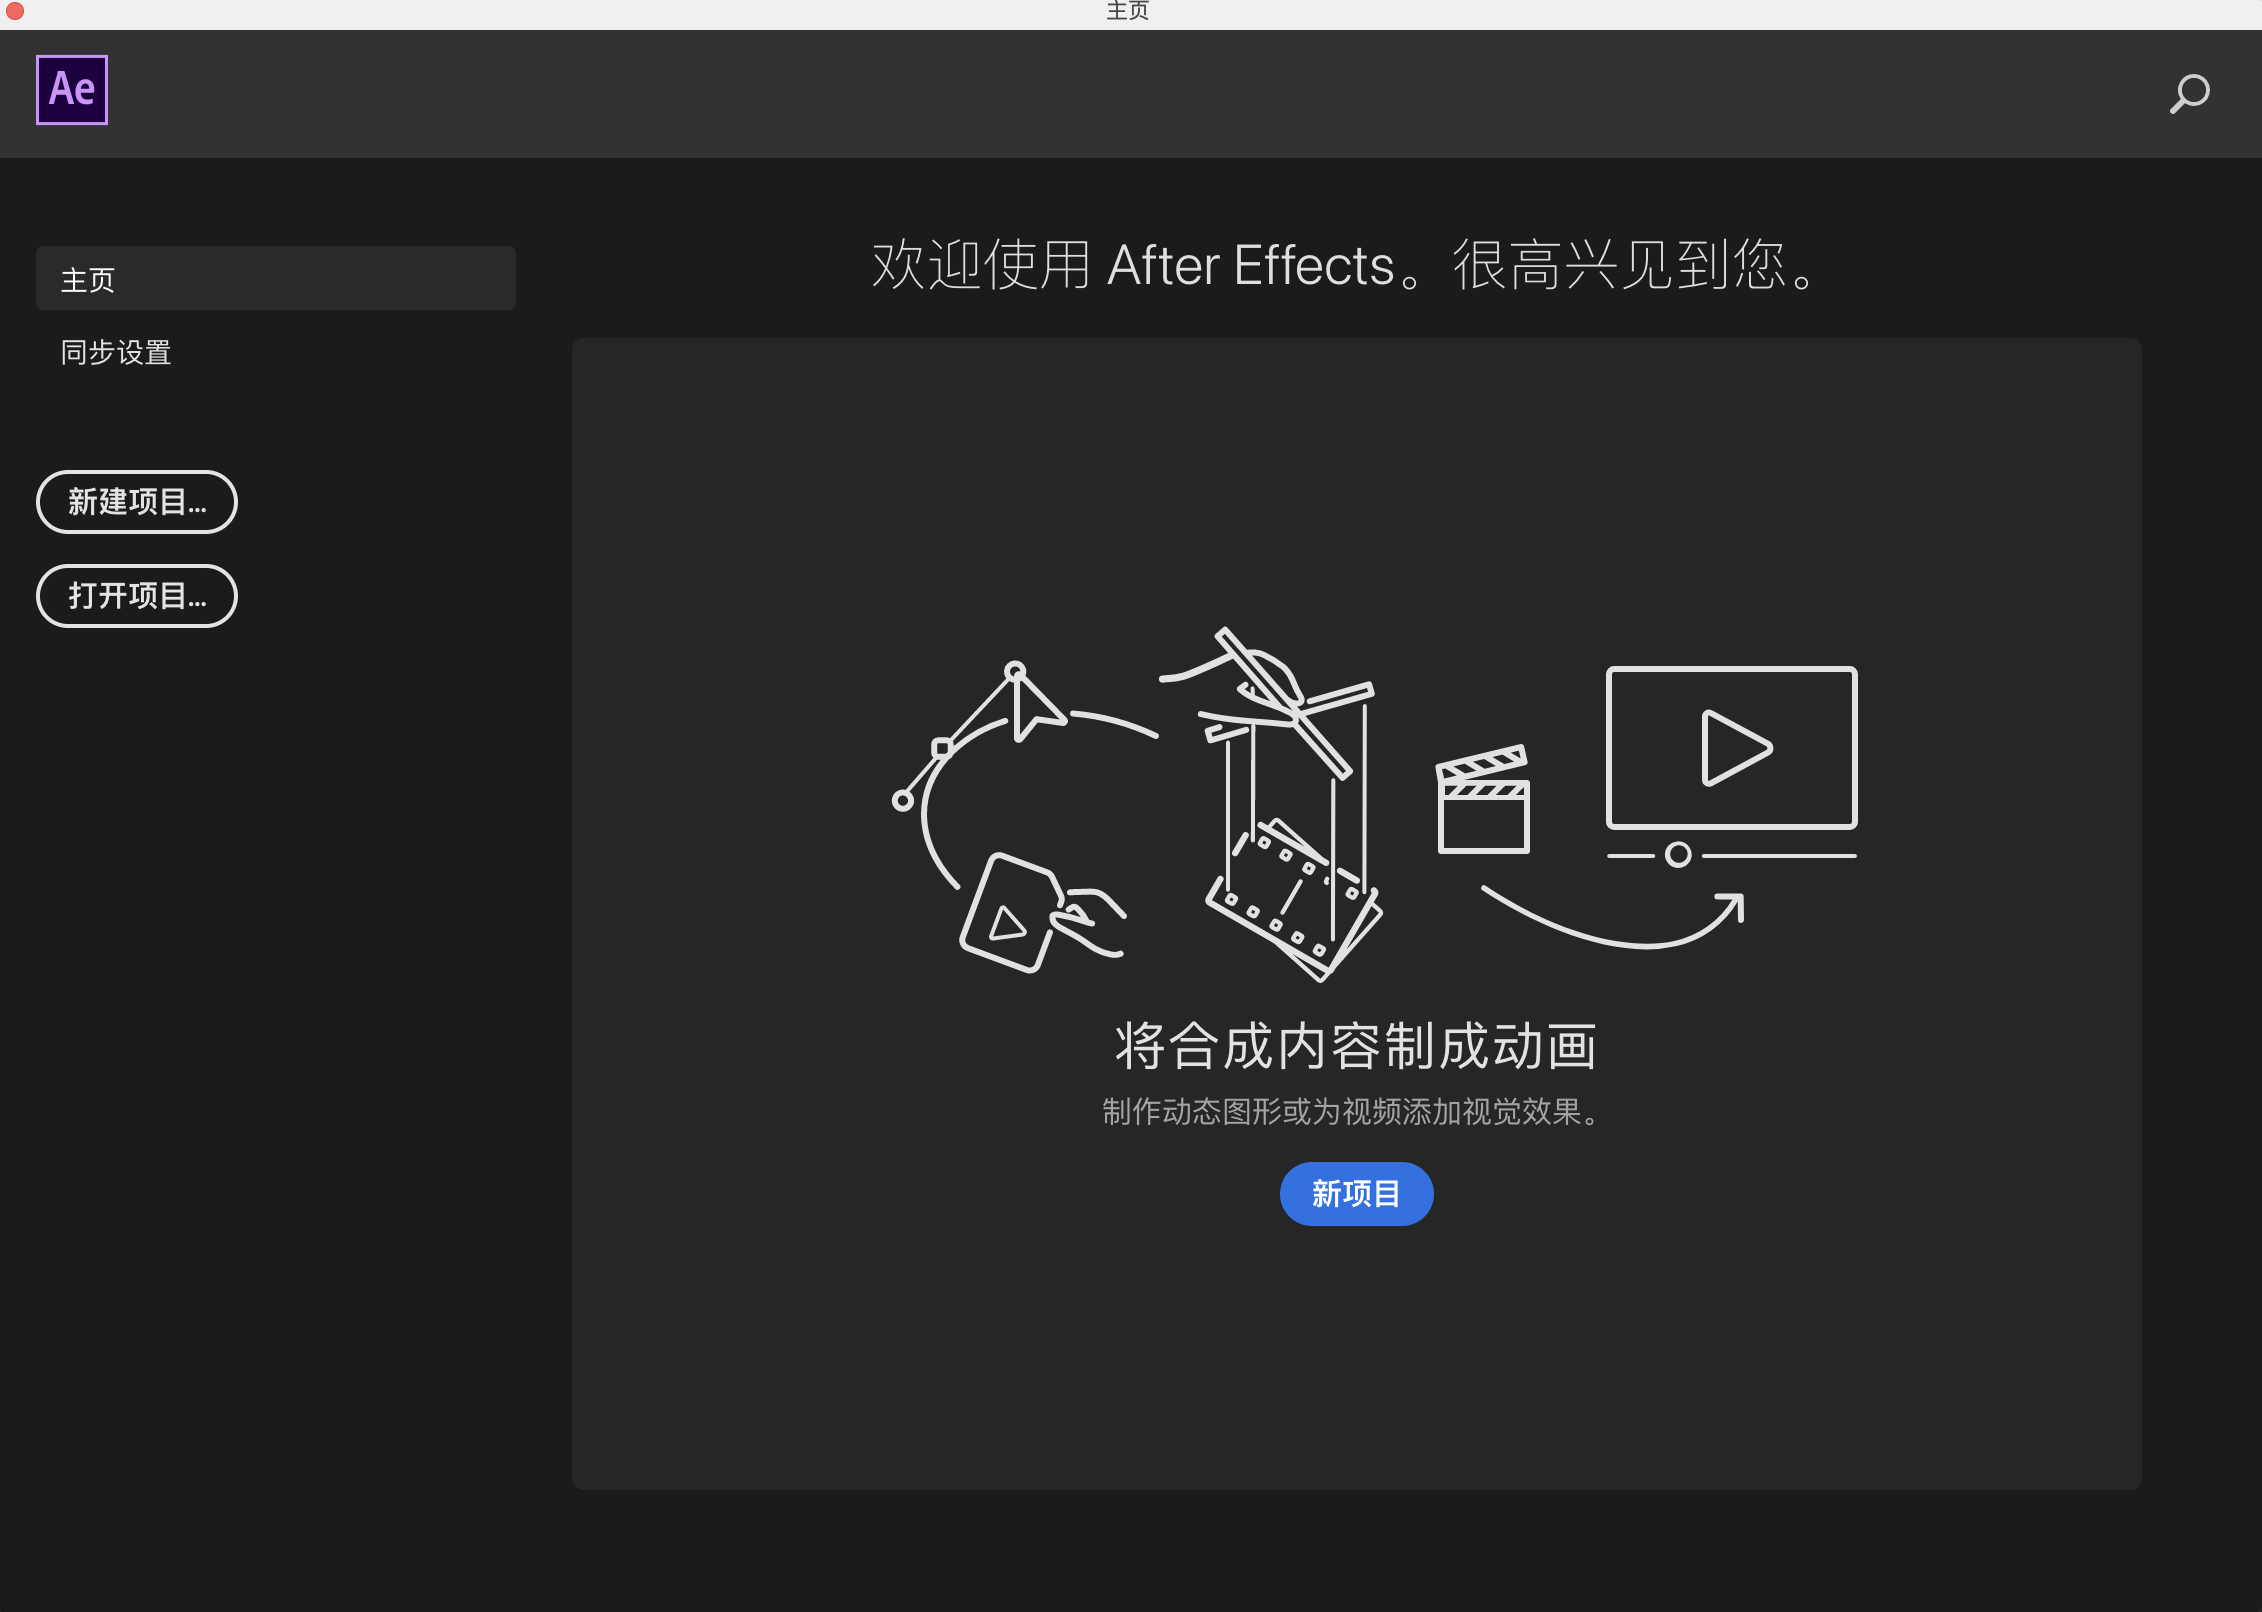 主页
Ae
主页
同步设置
新建项目...
打开项目...
欢迎使用 After Effects。很高兴见到您。
将合成内容制成动画
制作动态图形或为视频添加视觉效果。
新项目